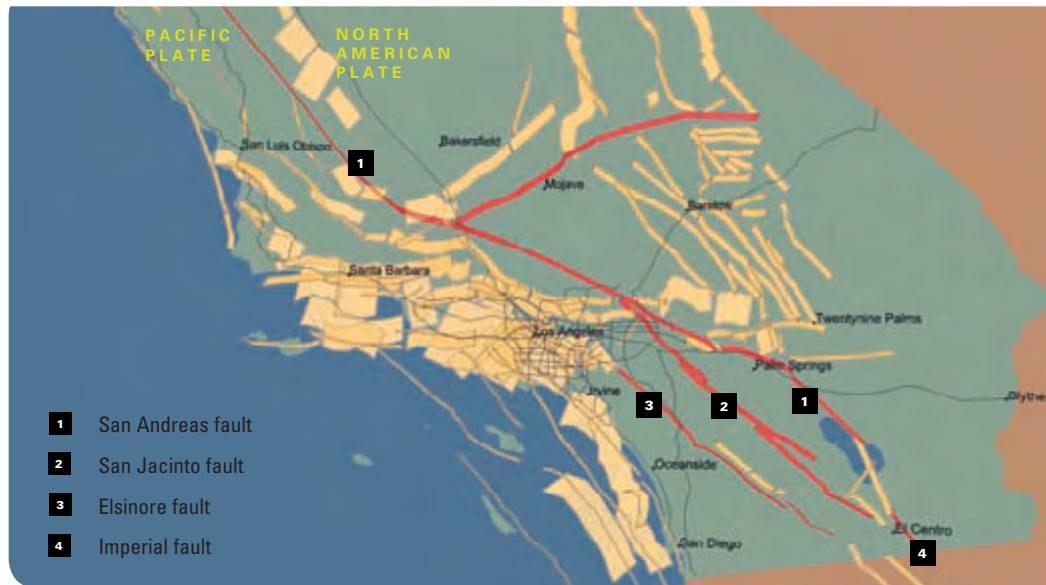 PACIFIC
PLATE
NORTH
AMERICAN
PLATE
San Luis Obispo
Bakersfield
1
Mojave
Barstow
Santa Barbara
Twentynine Palms
Los Angeles
Palm Springs
Irvine
Blythe
3
2
1
1 San Andreas fault
2 San Jacinto fault
Oceanside
3 Elsinore fault
El Centro
4 Imperial fault
San Diego
4